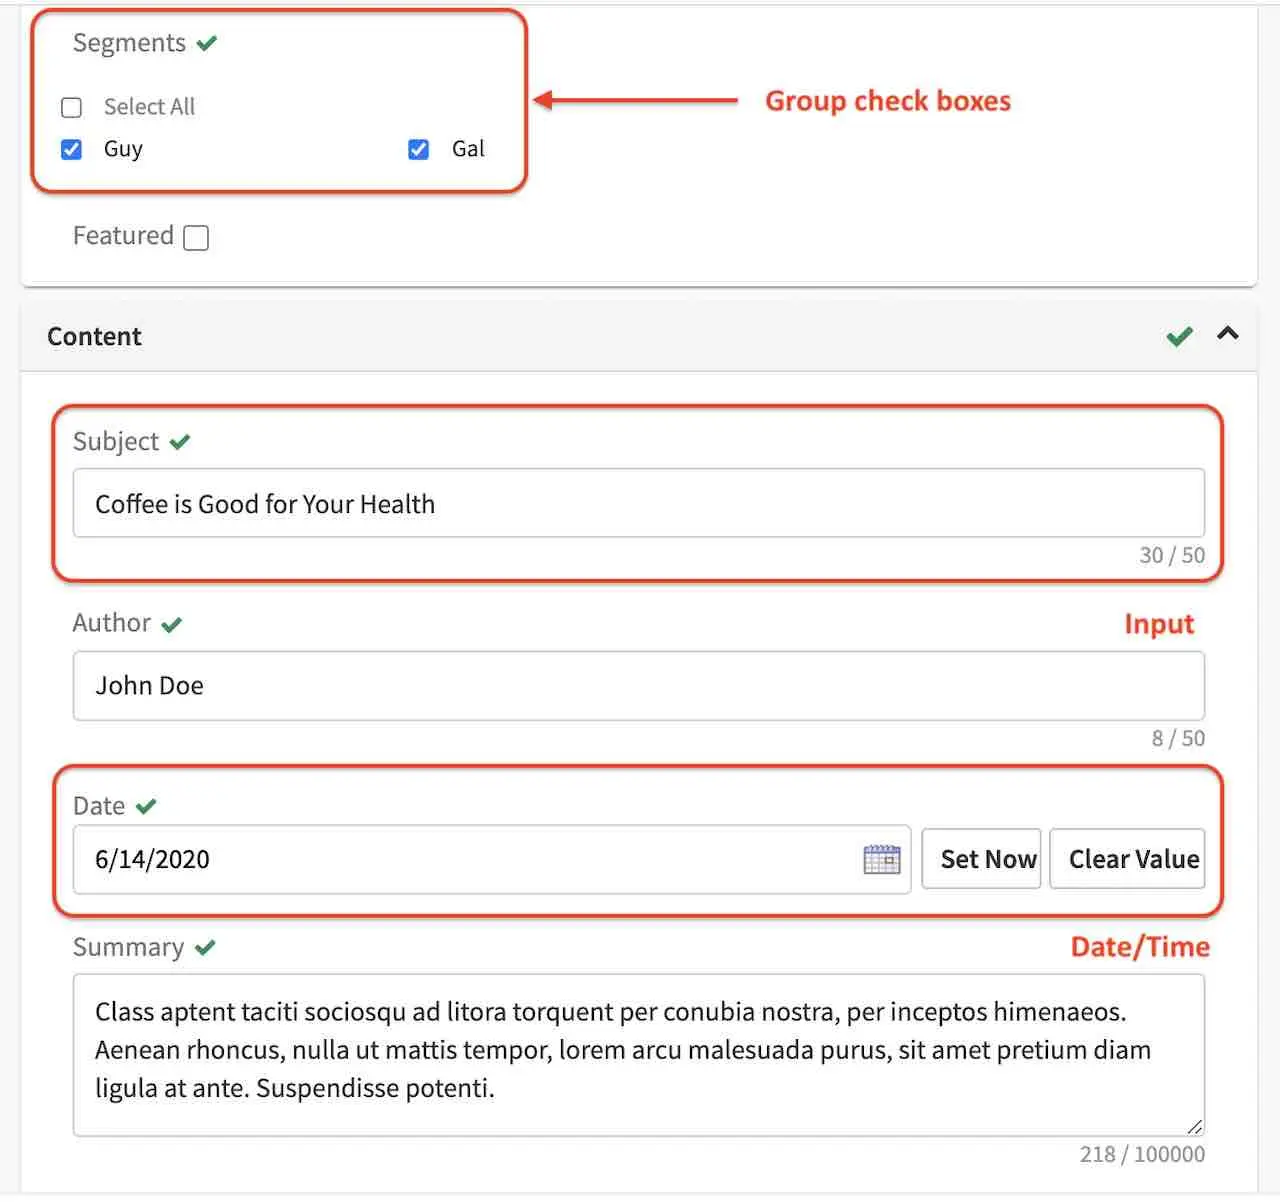 Segments
Group check boxes
Select All
Guy Gal
Featured
Content
Subject
Coffee is Good for Your Health
30 / 50
Author
Input
John Doe
8 / 50
Date
6/14/2020 Set Now Clear Value
Summary
Date/Time
Class aptent taciti sociosqu ad litora torquent per conubia nostra, per inceptos himenaeos.
Aenean rhoncus, nulla ut mattis tempor, lorem arcu malesuada purus, sit amet pretium diam
ligula at ante. Suspendisse potenti.
218 / 100000